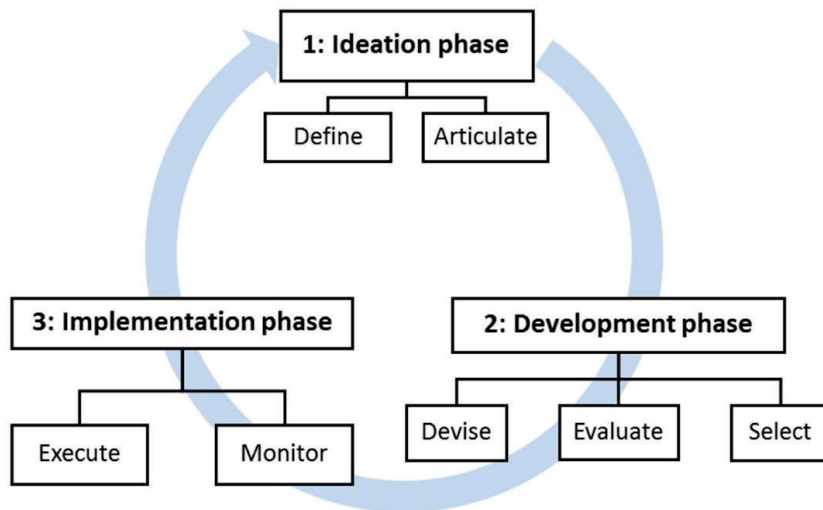 1: Ideation phase
Define
Articulate
2: Development phase
Devise
Evaluate
Select
3: Implementation phase
Execute
Monitor